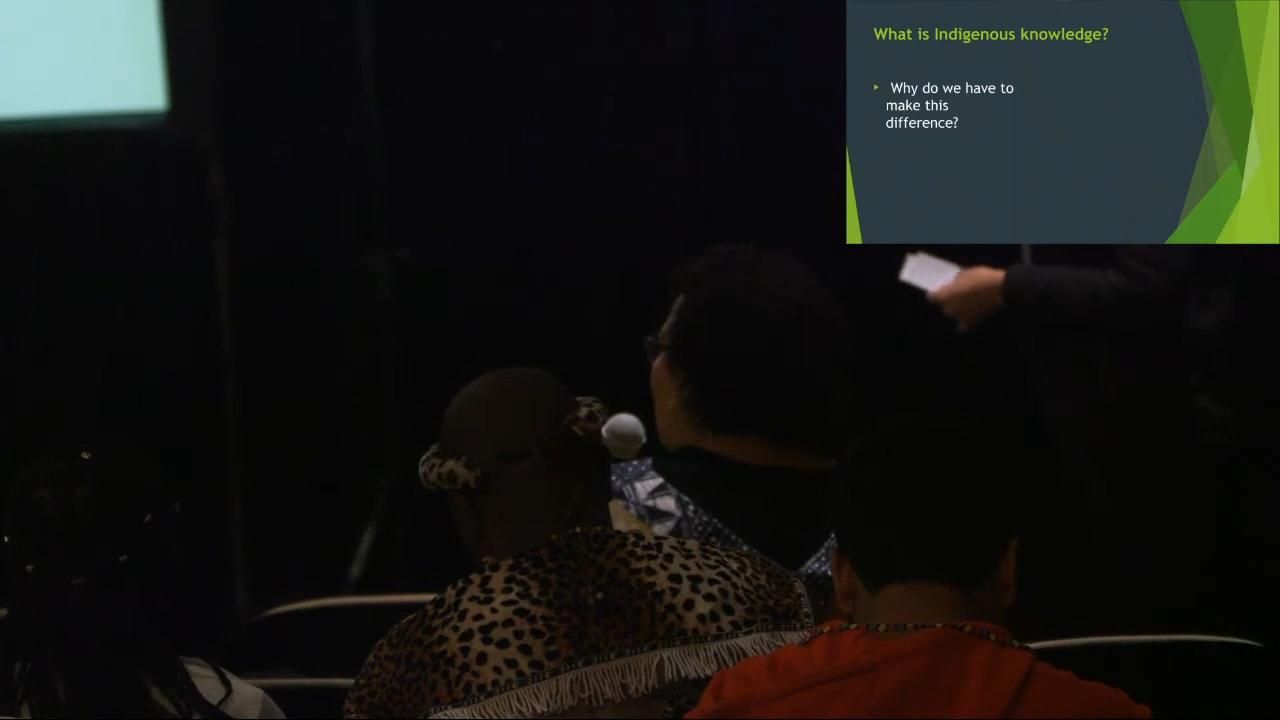 What is Indigenous knowledge?
Why do we have to
make this
difference?